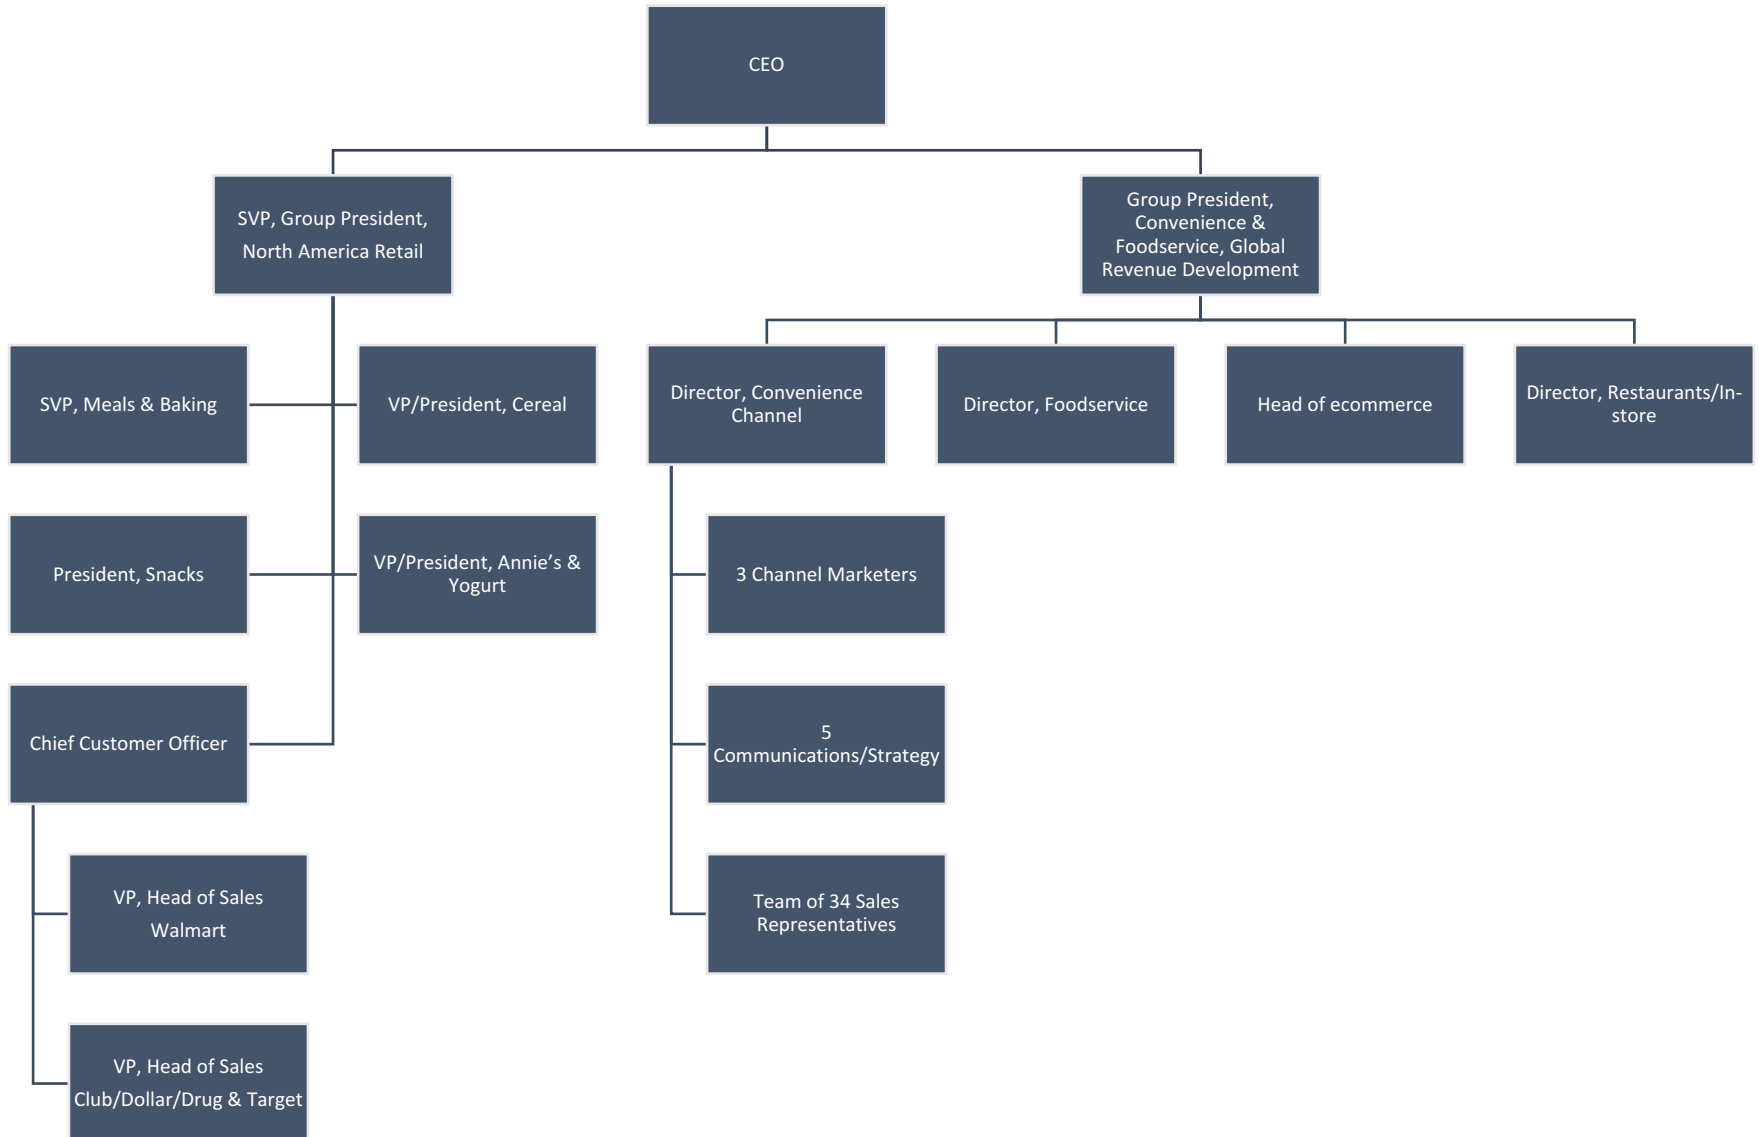 CEO
SVP, Group President,
North America Retail
Group President,
Convenience &
Foodservice, Global
Revenue Development
SVP, Meals & Baking
VP/President, Cereal
Director, Convenience
Channel
Director, Foodservice
Head of ecommerce
Director, Restaurants/In-
store
President, Snacks
VP/President, Annie’s &
Yogurt
3 Channel Marketers
Chief Customer Officer
5
Communications/Strategy
VP, Head of Sales
Walmart
Team of 34 Sales
Representatives
VP, Head of Sales
Club/Dollar/Drug & Target